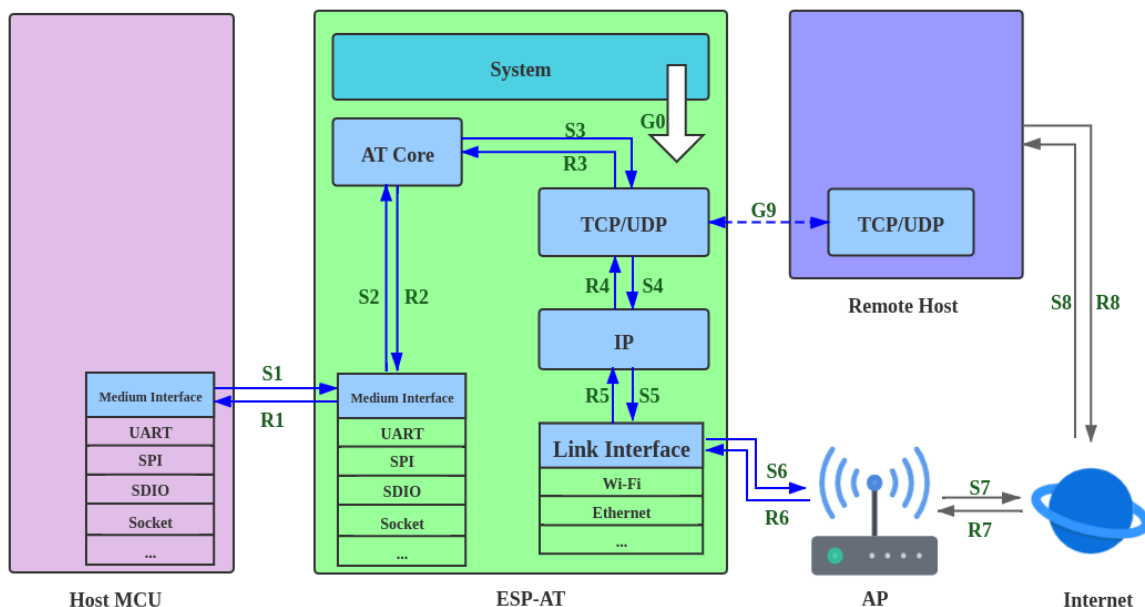 System
G0
AT Core
S3
R3
TCP/UDP
G9
TCP/UDP
S2
R2
R4
S4
S8
R8
Remote Host
IP
S1
R1
R5
S5
Medium Interface
UART
SPI
SDIO
Socket
...
Medium Interface
UART
SPI
SDIO
Socket
...
Link Interface
Wi-Fi
Ethernet
...
S6
R6
S7
R7
Host MCU
ESP-AT
AP
Internet